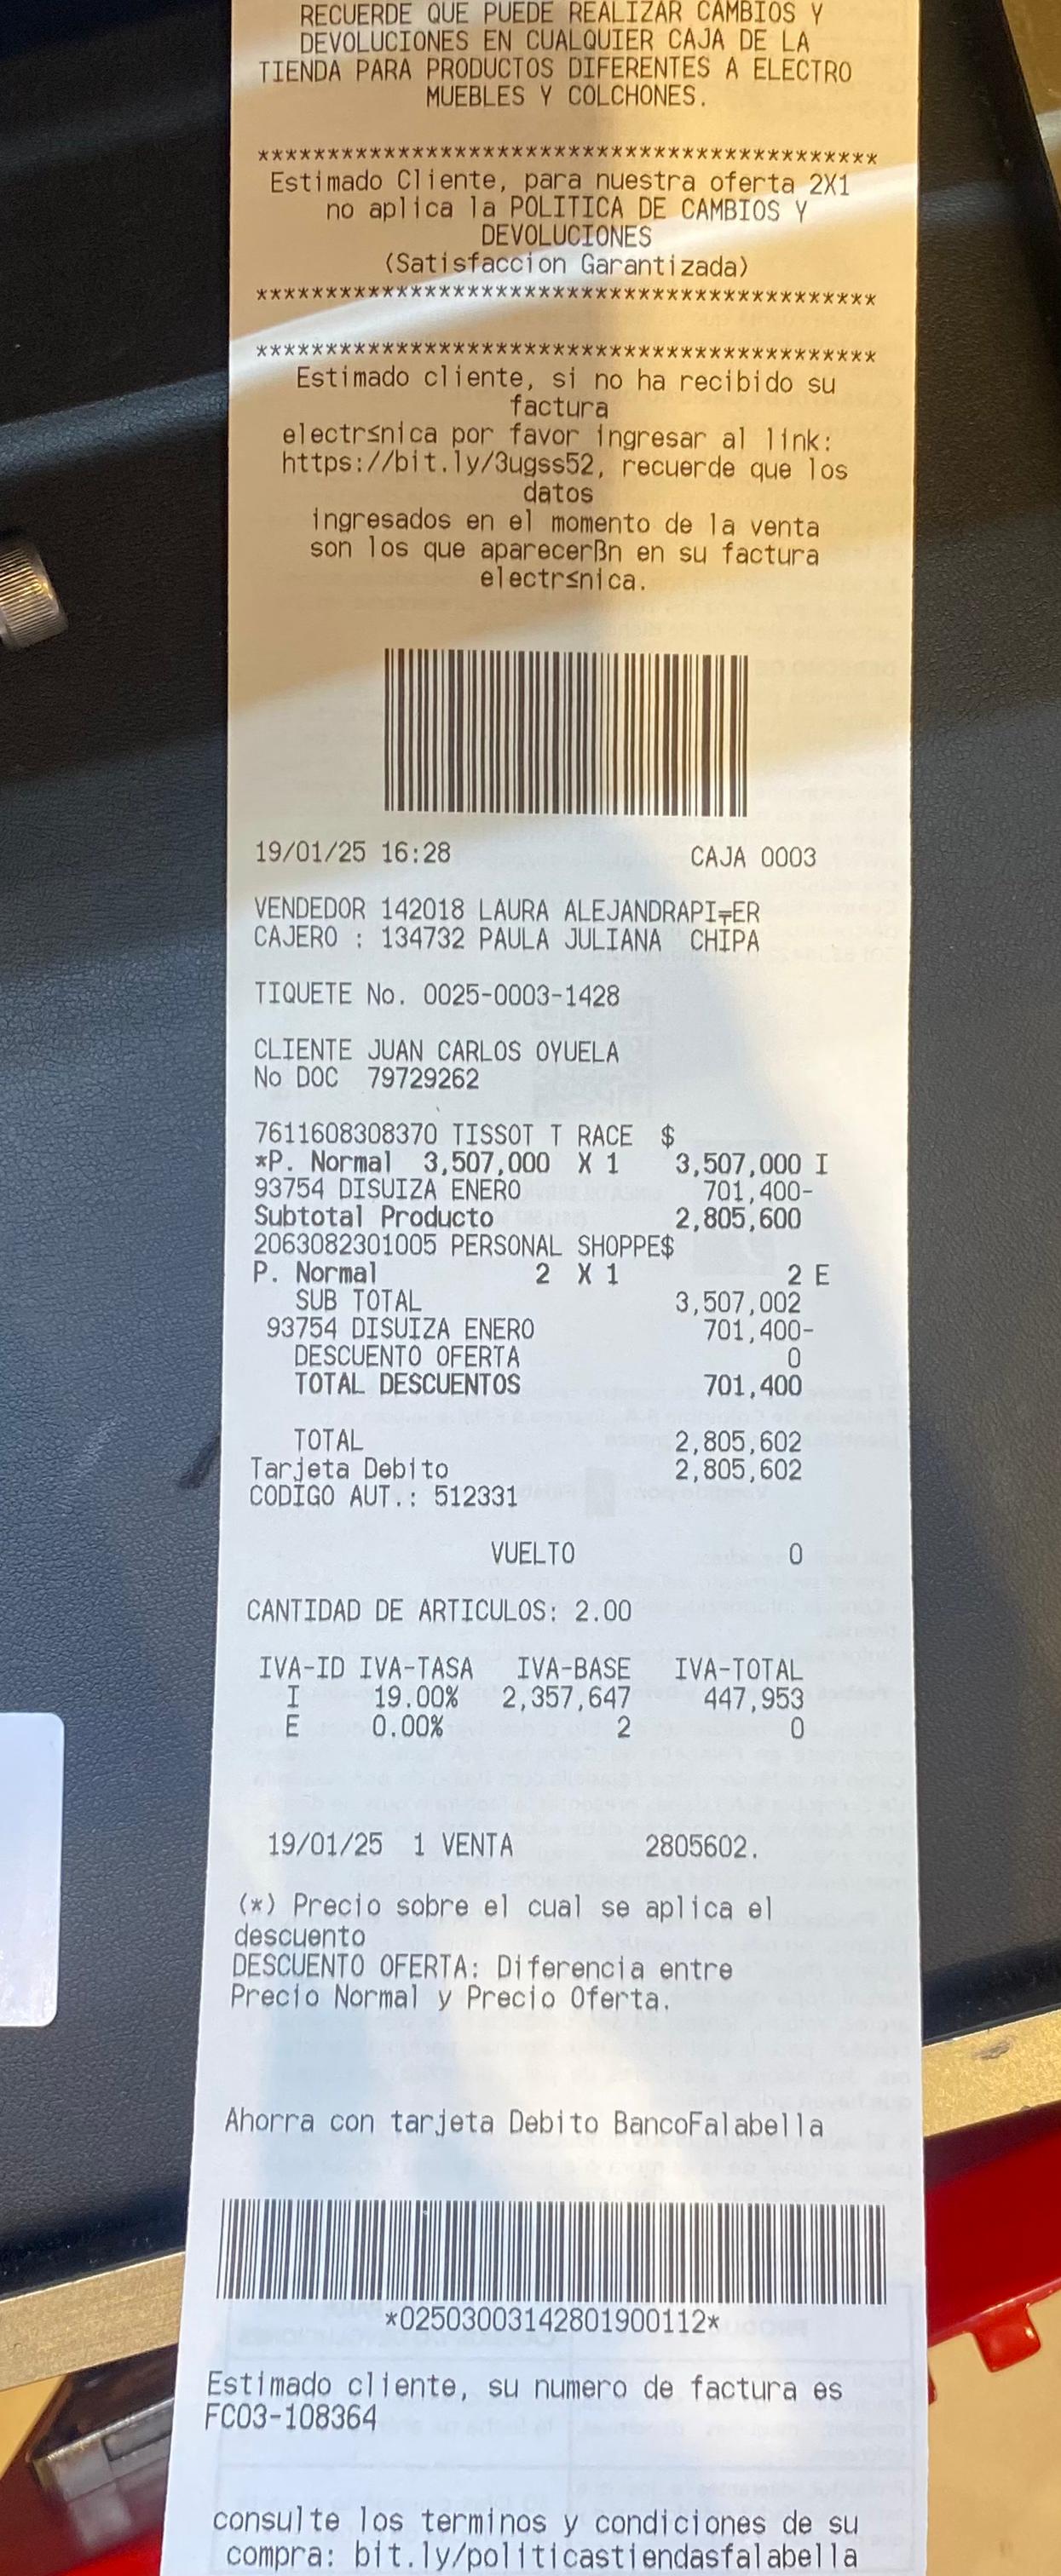 RECUERDE QUE PUEDE REALIZAR CAMBIOS Y
DEVOLUCIONES EN CUALQUIER CAJA DE LA
TIENDA PARA PRODUCTOS DIFERENTES A ELECTRO
MUEBLES Y COLCHONES.
********************************************
Estimado Cliente, para nuestra oferta 2X1
no aplica la POLITICA DE CAMBIOS Y
DEVOLUCIONES
(Satisfaccion Garantizada)
********************************************
********************************************
Estimado cliente, si no ha recibido su
factura
electr≤nica por favor ingresar al link:
https://bit.ly/3ugss52, recuerde que los
datos
ingresados en el momento de la venta
son los que aparecerßn en su factura
electr≤nica.
19/01/25 16:28 CAJA 0003
VENDEDOR 142018 LAURA ALEJANDRAPI╤ER
CAJERO : 134732 PAULA JULIANA CHIPA
TIQUETE No. 0025-0003-1428
CLIENTE JUAN CARLOS OYUELA
No DOC 79729262
7611608308370 TISSOT T RACE $
*P. Normal 3,507,000 X 1 3,507,000 I
93754 DISUIZA ENERO 701,400-
Subtotal Producto 2,805,600
2063082301005 PERSONAL SHOPPE$
P. Normal 2 X 1 2 E
SUB TOTAL 3,507,002
93754 DISUIZA ENERO 701,400-
DESCUENTO OFERTA 0
TOTAL DESCUENTOS 701,400
TOTAL 2,805,602
Tarjeta Debito 2,805,602
CODIGO AUT.: 512331
VUELTO 0
CANTIDAD DE ARTICULOS: 2.00
IVA-ID IVA-TASA IVA-BASE IVA-TOTAL
I 19.00% 2,357,647 447,953
E 0.00% 2 0
19/01/25 1 VENTA 2805602.
(*) Precio sobre el cual se aplica el
descuento
DESCUENTO OFERTA: Diferencia entre
Precio Normal y Precio Oferta.
Ahorra con tarjeta Debito BancoFalabella
*02503003142801900112*
Estimado cliente, su numero de factura es
FC03-108364
consulte los terminos y condiciones de su
compra: bit.ly/politicastiendasfalabella